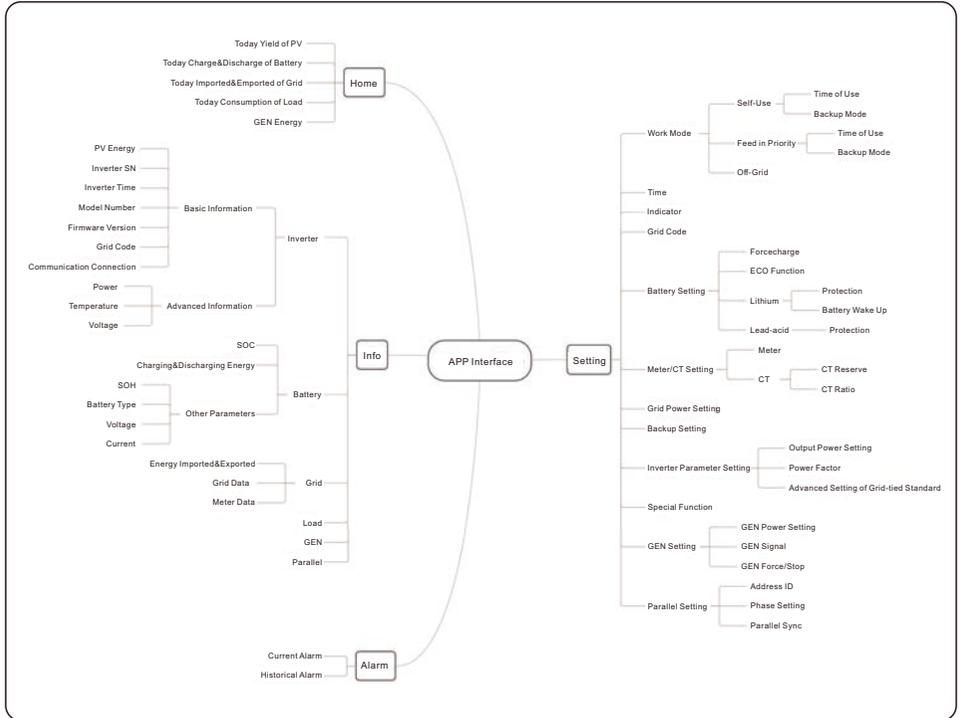 Today Yield of PV
Today Charge&Discharge of Battery
Today Imported&Emported of Grid
Today Consumption of Load
GEN Energy
Home
PV Energy
Inverter SN
Inverter Time
Model Number
Firmware Version
Grid Code
Communication Connection
Basic Information
Power
Temperature
Voltage
Advanced Information
Inverter
SOC
Charging&Discharging Energy
SOH
Battery Type
Voltage
Current
Other Parameters
Battery
Energy Imported&Exported
Grid Data
Meter Data
Grid
Load
GEN
Parallel
Info
Current Alarm
Historical Alarm
Alarm
APP Interface
Setting
Work Mode
Self-Use
Time of Use
Backup Mode
Feed in Priority
Time of Use
Backup Mode
Off-Grid
Time
Indicator
Grid Code
Battery Setting
Forcecharge
ECO Function
Lithium
Protection
Battery Wake Up
Lead-acid
Protection
Meter/CT Setting
Meter
CT
CT Reserve
CT Ratio
Grid Power Setting
Backup Setting
Inverter Parameter Setting
Output Power Setting
Power Factor
Advanced Setting of Grid-tied Standard
Special Function
GEN Setting
GEN Power Setting
GEN Signal
GEN Force/Stop
Parallel Setting
Address ID
Phase Setting
Parallel Sync